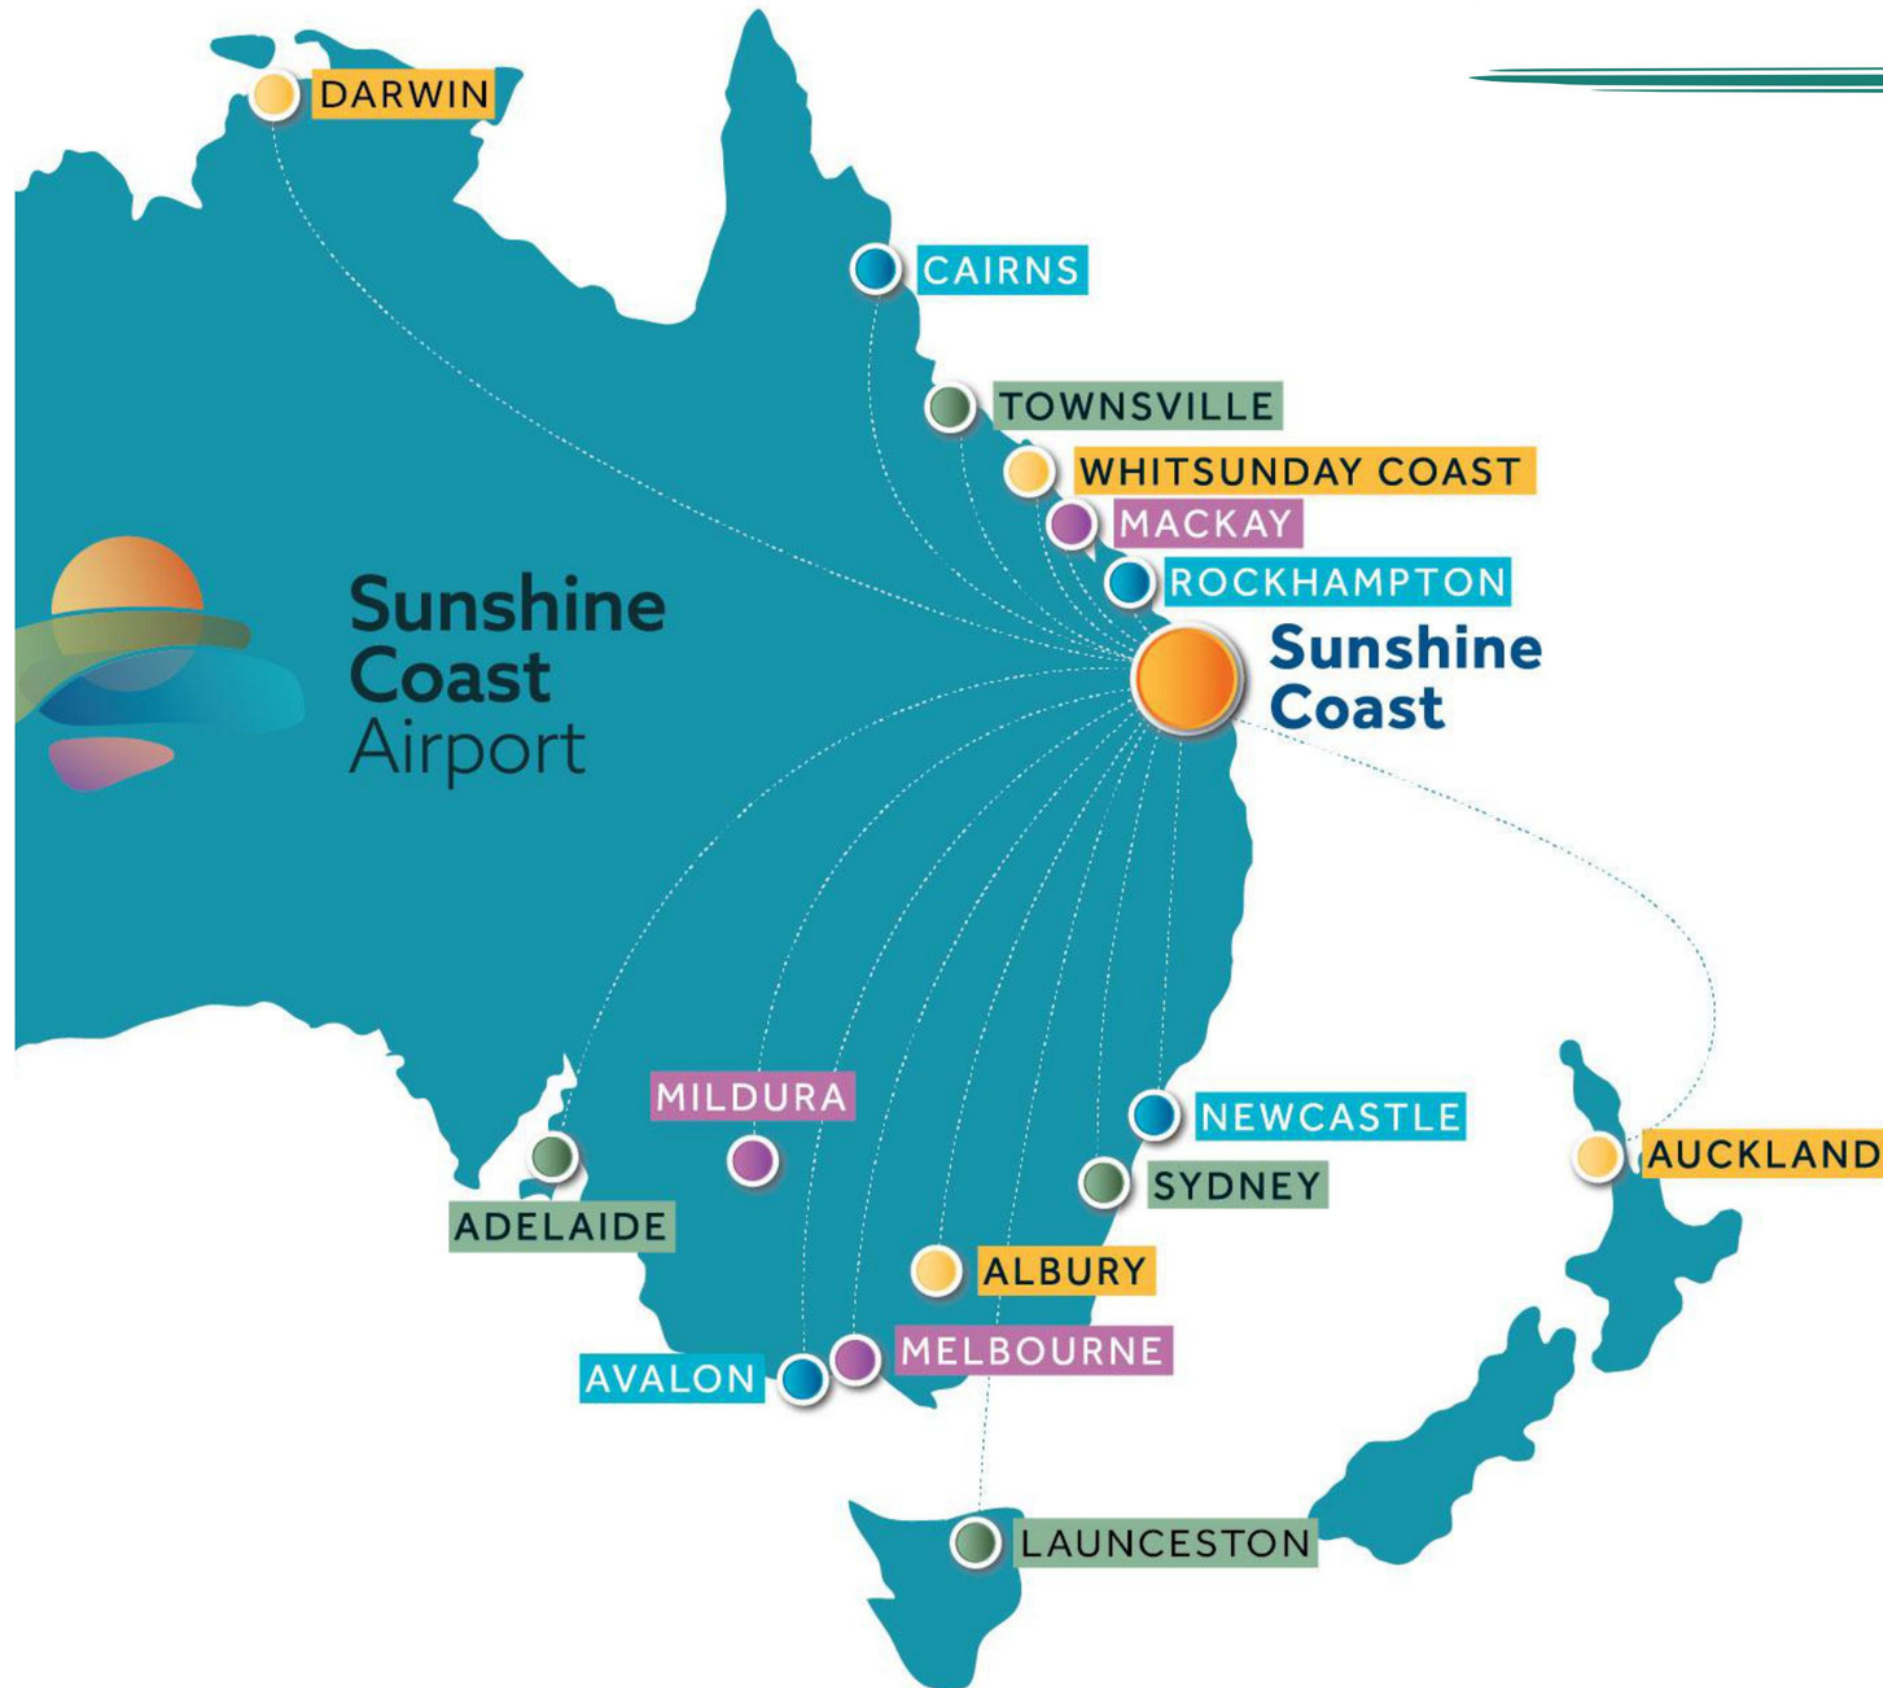 DARWIN
CAIRNS
TOWNSVILLE
WHITSUNDAY COAST
MACKAY
ROCKHAMPTON
Sunshine
Coast
Airport
Sunshine
Coast
MILDURA
NEWCASTLE
AUCKLAND
SYDNEY
ADELAIDE
ALBURY
MELBOURNE
AVALON
LAUNCESTON